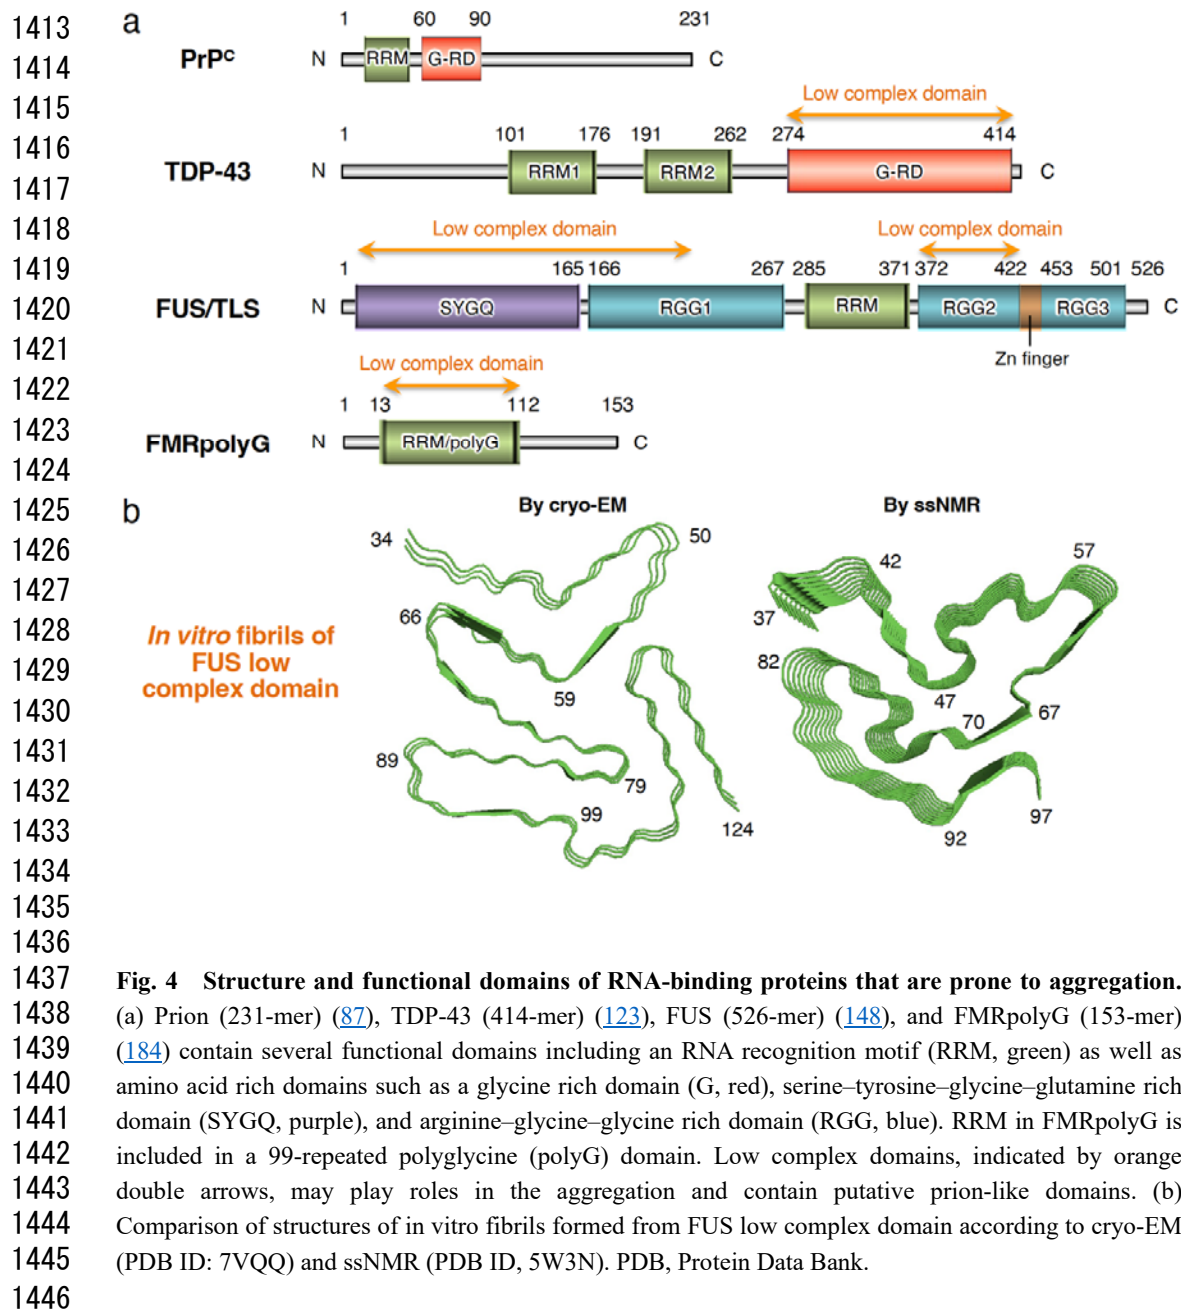 1413
1414
1415
1416
1417
1418
1419
1420
1421
1422
1423
1424
1425
1426
1427
1428
1429
1430
1431
1432
1433
1434
1435
1436
1437
1438
1439
1440
1441
1442
1443
1444
1445
1446
a
1 60 90 231
PrPᶜ N RRM G-RD C
Low complex domain
1 101 176 191 262 274 414
TDP-43 N RRM1 RRM2 G-RD C
Low complex domain Low complex domain
1 165 166 267 285 371 372 422 453 501 526
FUS/TLS N SYGQ RGG1 RRM RGG2 RGG3 C
Zn finger
Low complex domain
1 13 112 153
FMRpolyG N RRM/polyG C
b
By cryo-EM By ssNMR
In vitro fibrils of
FUS low
complex domain
34 50
66
59
89
79
99
124
42 57
37
82
47
70 67
92 97
Fig. 4 Structure and functional domains of RNA-binding proteins that are prone to aggregation.
(a) Prion (231-mer) (87), TDP-43 (414-mer) (123), FUS (526-mer) (148), and FMRpolyG (153-mer)
(184) contain several functional domains including an RNA recognition motif (RRM, green) as well as
amino acid rich domains such as a glycine rich domain (G, red), serine–tyrosine–glycine–glutamine rich
domain (SYGQ, purple), and arginine–glycine–glycine rich domain (RGG, blue). RRM in FMRpolyG is
included in a 99-repeated polyglycine (polyG) domain. Low complex domains, indicated by orange
double arrows, may play roles in the aggregation and contain putative prion-like domains. (b)
Comparison of structures of in vitro fibrils formed from FUS low complex domain according to cryo-EM
(PDB ID: 7VQQ) and ssNMR (PDB ID, 5W3N). PDB, Protein Data Bank.